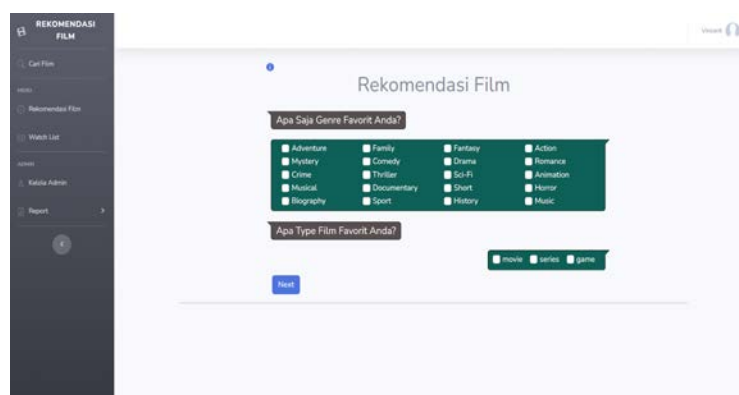 REKOMENDASI
FILM
Cari Film
MENU
Rekomendasi Film
Watch List
ADMIN
Kelola Admin
Report
Rekomendasi Film
Apa Saja Genre Favorit Anda?
Adventure Family Fantasy Action
Mystery Comedy Drama Romance
Crime Thriller Sci-Fi Animation
Musical Documentary Short Horror
Biography Sport History Music
Apa Type Film Favorit Anda?
movie series game
Next